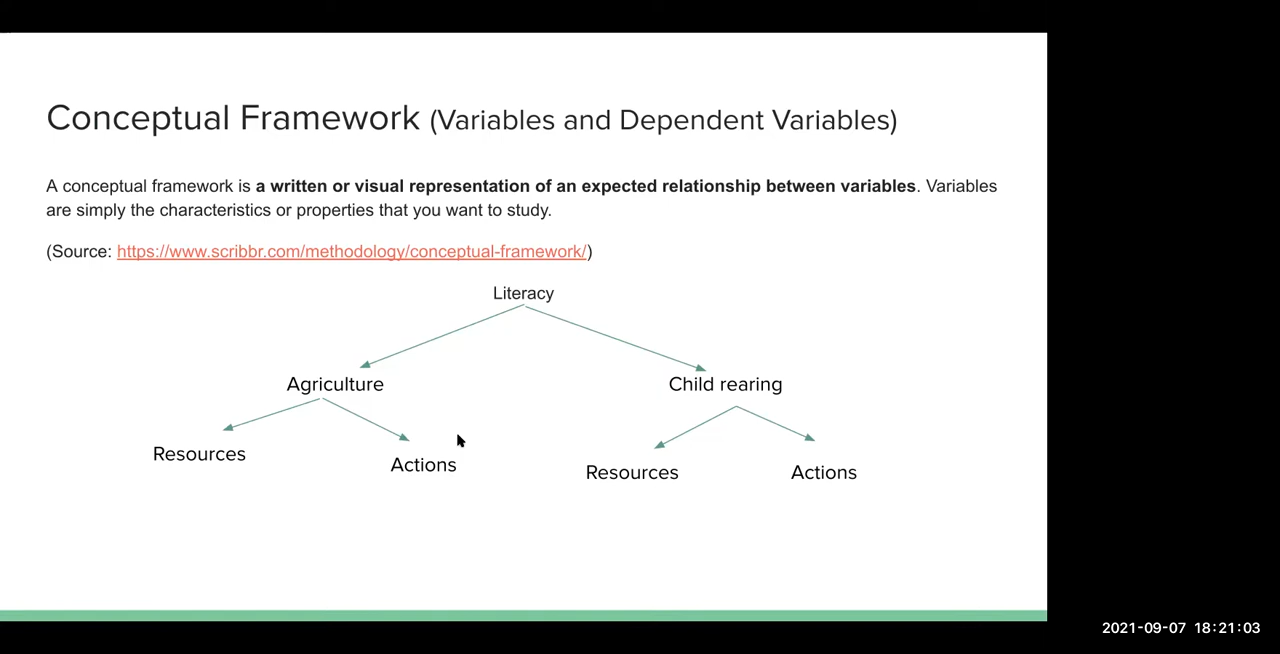 Conceptual Framework (Variables and Dependent Variables)
A conceptual framework is a written or visual representation of an expected relationship between variables. Variables
are simply the characteristics or properties that you want to study.
(Source: https://www.scribbr.com/methodology/conceptual-framework/)
Literacy
Agriculture
Child rearing
Resources
Actions
Resources
Actions
2021-09-07 18:21:03